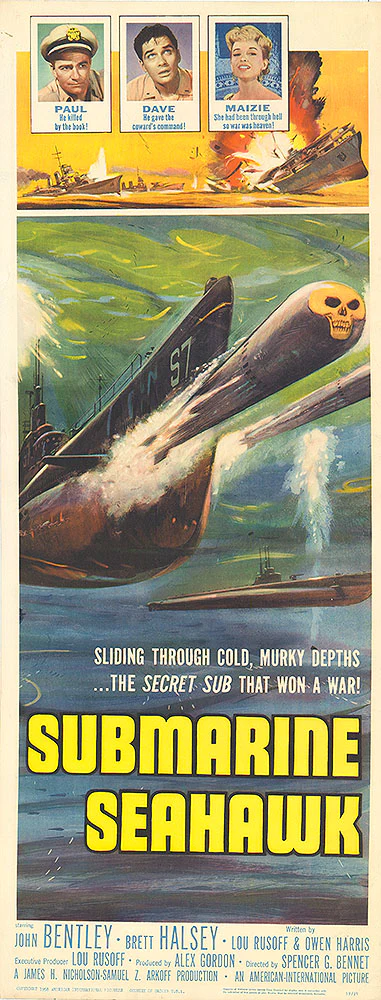 PAUL
He killed
by the book!
DAVE
He gave the
coward's command!
MAIZIE
She had been through hell
so war was heaven!
S7
SLIDING THROUGH COLD, MURKY DEPTHS
...THE SECRET SUB THAT WON A WAR!
SUBMARINE
SEAHAWK
starring
Written by
JOHN BENTLEY · BRETT HALSEY · LOU RUSOFF & OWEN HARRIS
Executive Producer LOU RUSOFF · Produced by ALEX GORDON · Directed by SPENCER G. BENNET
A JAMES H. NICHOLSON-SAMUEL Z. ARKOFF PRODUCTION · AN AMERICAN-INTERNATIONAL PICTURE